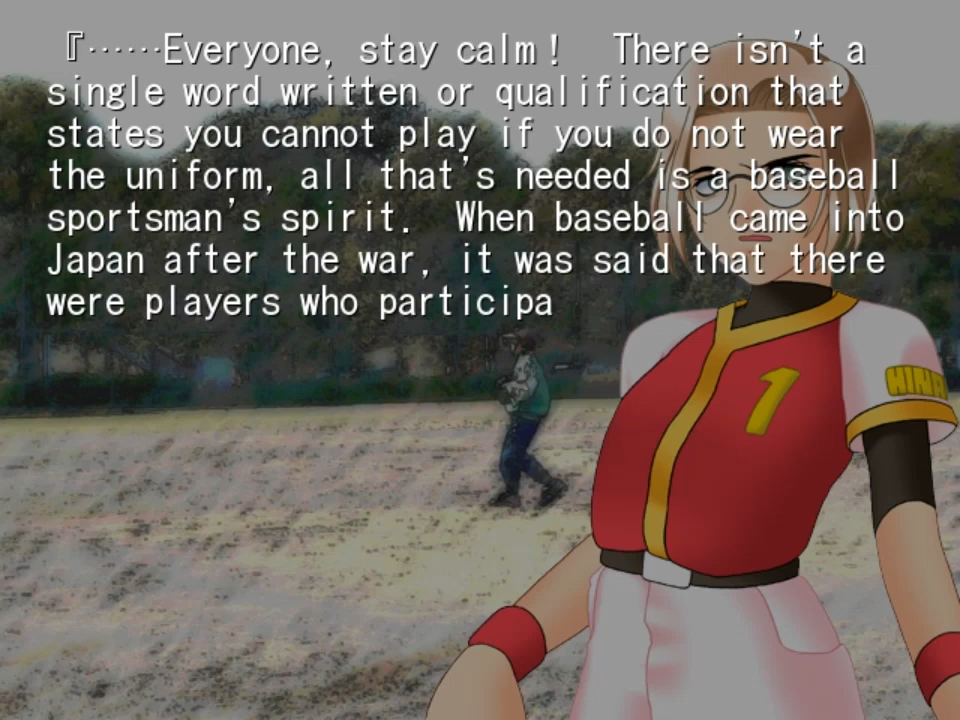 『……Everyone, stay calm！　There isn't a
single word written or qualification that
states you cannot play if you do not wear
the uniform, all that's needed is a baseball
sportsman's spirit.　When baseball came into
Japan after the war, it was said that there
were players who participa
1